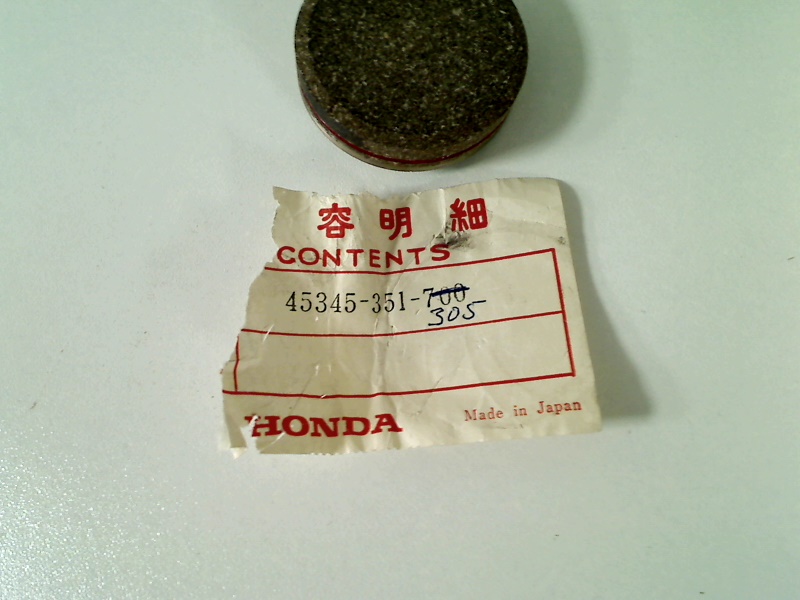 容明細
CONTENTS
45345-351-700
305
HONDA
Made in Japan